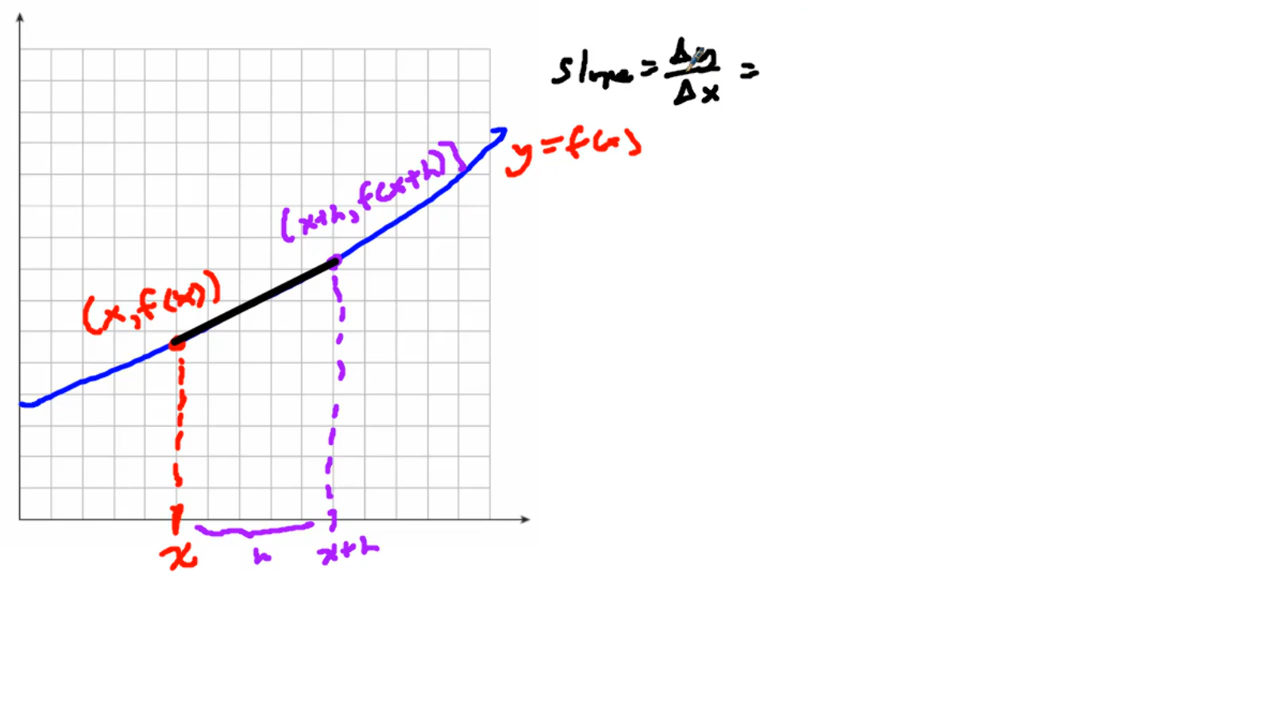 slope = Δy/Δx =
y = f(x)
(x+h, f(x+h))
(x, f(x))
x
h
x+h